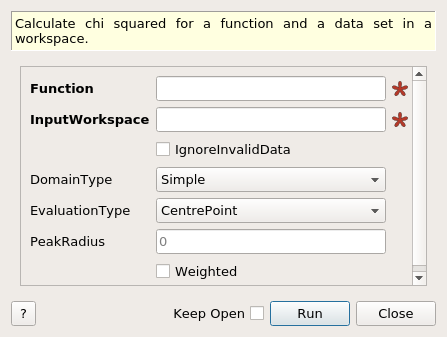 Calculate chi squared for a function and a data set in a
workspace.
Function
InputWorkspace
IgnoreInvalidData
DomainType Simple
EvaluationType CentrePoint
PeakRadius 0
Weighted
? Keep Open Run Close